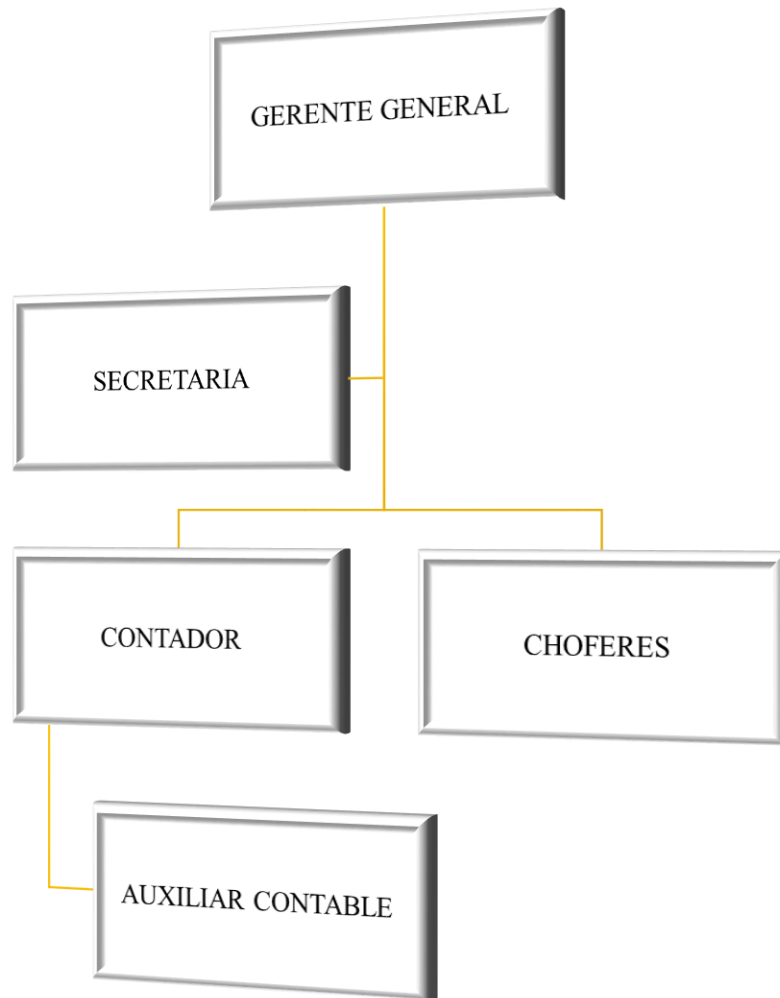 GERENTE GENERAL
SECRETARIA
CONTADOR
CHOFERES
AUXILIAR CONTABLE